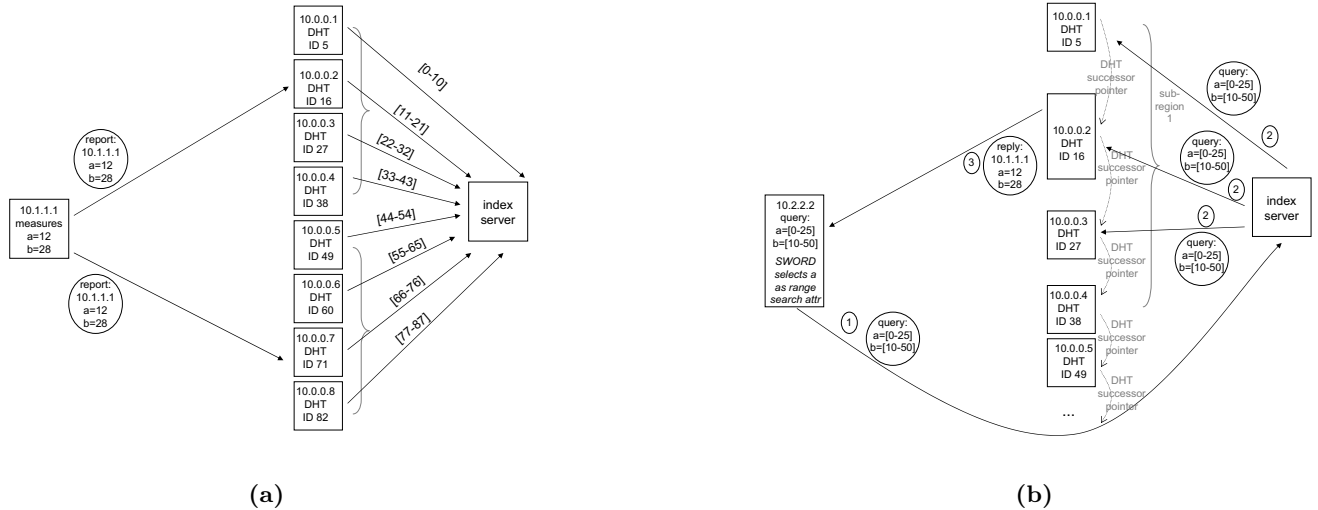 10.0.0.1
DHT
ID 5
10.0.0.2
DHT
ID 16
10.0.0.3
DHT
ID 27
10.0.0.4
DHT
ID 38
10.0.0.5
DHT
ID 49
10.0.0.6
DHT
ID 60
10.0.0.7
DHT
ID 71
10.0.0.8
DHT
ID 82
report:
10.1.1.1
a=12
b=28
10.1.1.1
measures
a=12
b=28
report:
10.1.1.1
a=12
b=28
[0-10]
[11-21]
[22-32]
[33-43]
[44-54]
[55-65]
[66-76]
[77-87]
index
server
(a)
10.0.0.1
DHT
ID 5
DHT
successor
pointer
sub-
region
1
10.0.0.2
DHT
ID 16
DHT
successor
pointer
10.0.0.3
DHT
ID 27
DHT
successor
pointer
10.0.0.4
DHT
ID 38
DHT
successor
pointer
10.0.0.5
DHT
ID 49
DHT
successor
pointer
...
query:
a=[0-25]
b=[10-50]
2
query:
a=[0-25]
b=[10-50]
2
2
query:
a=[0-25]
b=[10-50]
index
server
3
reply:
10.1.1.1
a=12
b=28
10.2.2.2
query:
a=[0-25]
b=[10-50]
SWORD
selects a
as range
search attr
1
query:
a=[0-25]
b=[10-50]
(b)